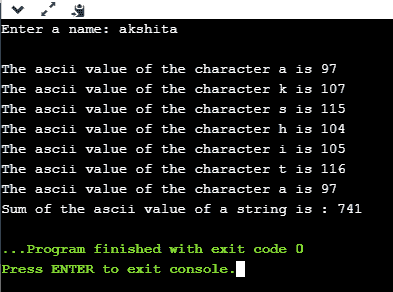 Enter a name: akshita
The ascii value of the character a is 97
The ascii value of the character k is 107
The ascii value of the character s is 115
The ascii value of the character h is 104
The ascii value of the character i is 105
The ascii value of the character t is 116
The ascii value of the character a is 97
Sum of the ascii value of a string is : 741
...Program finished with exit code 0
Press ENTER to exit console.